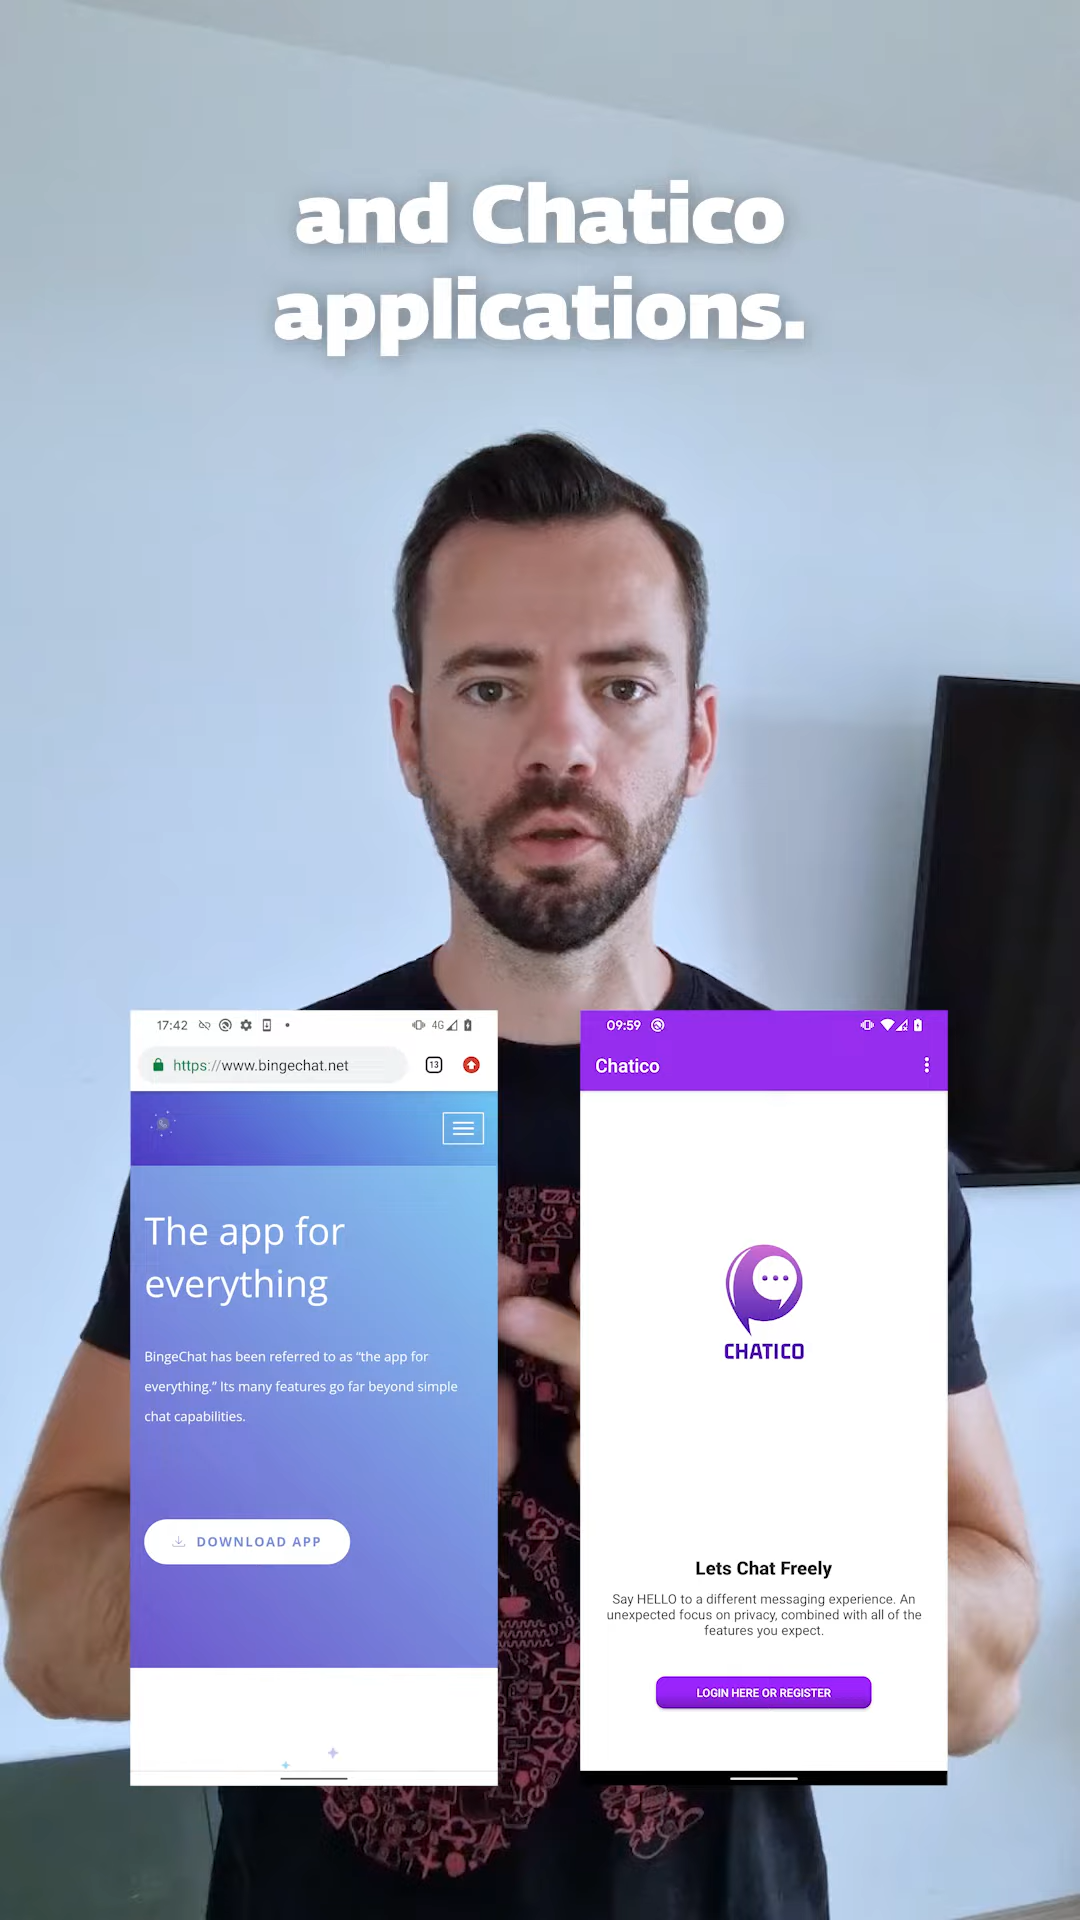 and Chatico
applications.
17:42
4G
https://www.bingechat.net
13
The app for
everything
BingeChat has been referred to as “the app for
everything.” Its many features go far beyond simple
chat capabilities.
DOWNLOAD APP
09:59
Chatico
CHATICO
Lets Chat Freely
Say HELLO to a different messaging experience. An
unexpected focus on privacy, combined with all of the
features you expect.
LOGIN HERE OR REGISTER